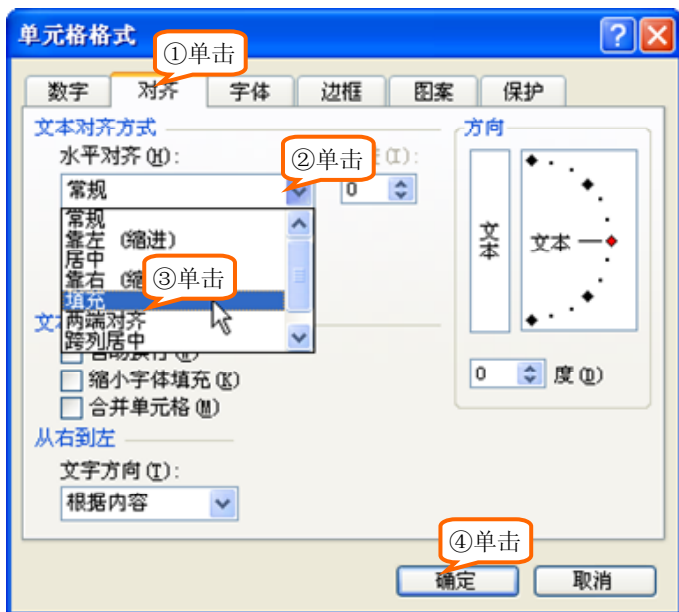 单元格格式
①单击
数字 对齐 字体 边框 图案 保护
文本对齐方式
方向
水平对齐(H):
②单击
(I):
常规
0
常规
靠左 (缩进)
居中
靠右 (缩
③单击
填充
两端对齐
跨列居中
文
文本
文本
缩小字体填充(K)
合并单元格(M)
0 度(D)
从右到左
文字方向(T):
根据内容
④单击
确定 取消